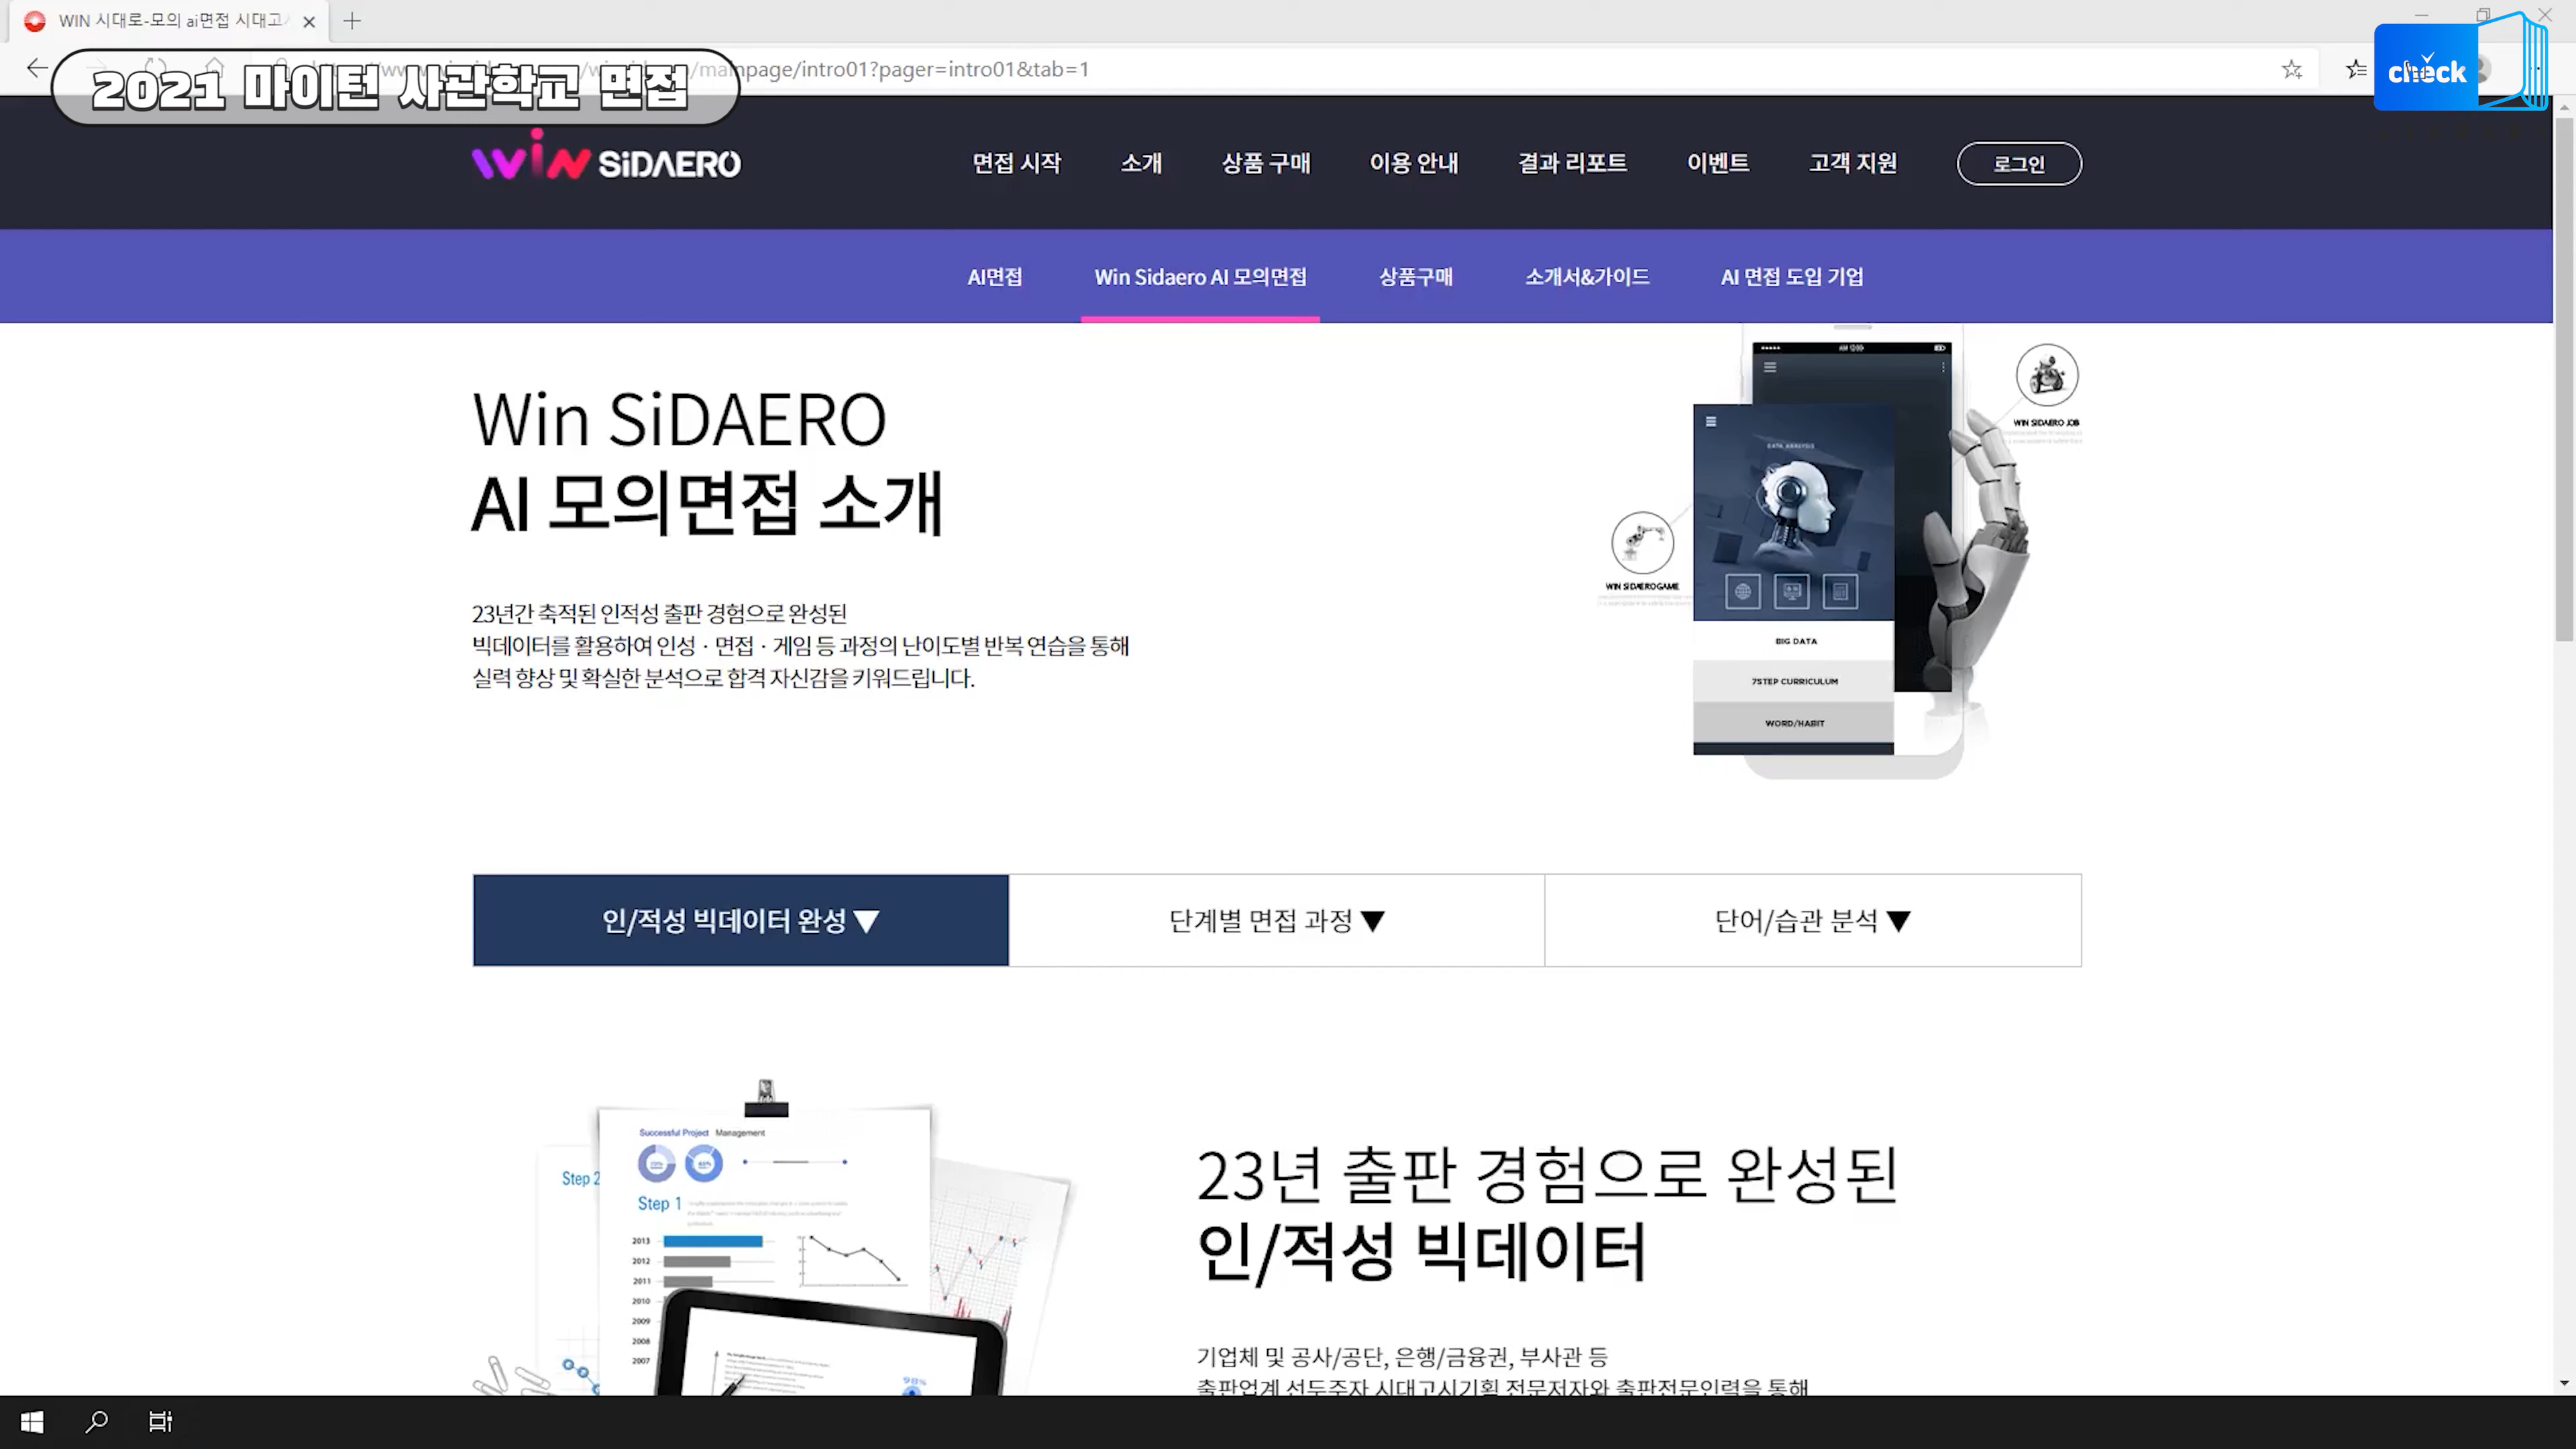 WIN 시대로-모의 ai면접 시대고시
2021 마이턴 사관학교 면접
/mainpage/intro01?pager=intro01&tab=1
check
WiN SiDAERO
면접 시작
소개
상품 구매
이용 안내
결과 리포트
이벤트
고객 지원
로그인
AI면접
Win Sidaero AI 모의면접
상품구매
소개서&가이드
AI 면접 도입 기업
Win SiDAERO
AI 모의면접 소개
23년간 축적된 인적성 출판 경험으로 완성된
빅데이터를 활용하여 인성 · 면접 · 게임 등 과정의 난이도별 반복 연습을 통해
실력 향상 및 확실한 분석으로 합격 자신감을 키워드립니다.
AM 12:00
WIN SIDAERO JOB
DATA ANALYSIS
WIN SIDAERO GAME
BIG DATA
7STEP CURRICULUM
WORD/HABIT
인/적성 빅데이터 완성 ▼
단계별 면접 과정 ▼
단어/습관 분석 ▼
Successful Project Management
Step 2
Step 1
2013
2012
2011
2010
2009
2008
2007
98%
23년 출판 경험으로 완성된
인/적성 빅데이터
기업체 및 공사/공단, 은행/금융권, 부사관 등
출판업계 선두주자 시대고시기획 전문저자와 출판전문인력을 통해